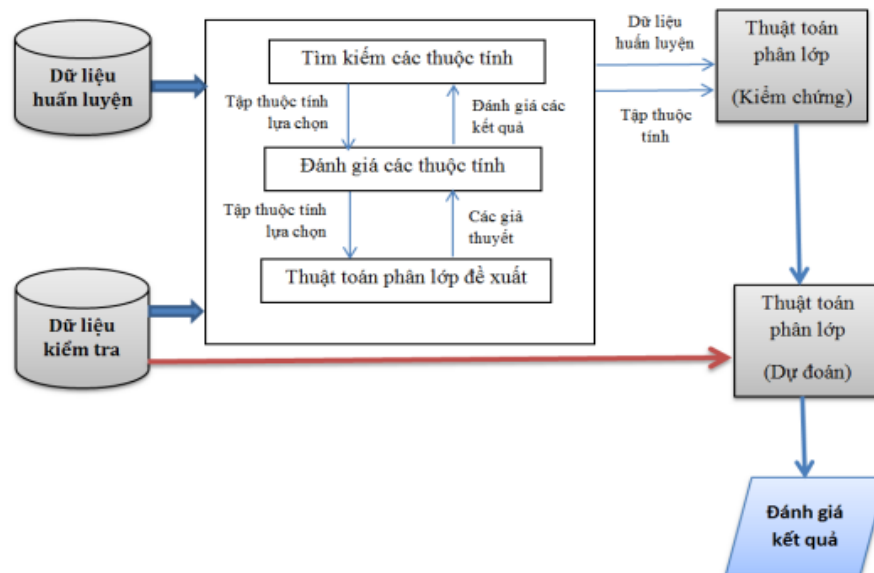 Dữ liệu
huấn luyện
Tìm kiếm các thuộc tính
Tập thuộc tính
lựa chọn
Đánh giá các
kết quả
Đánh giá các thuộc tính
Tập thuộc tính
lựa chọn
Các giả
thuyết
Thuật toán phân lớp đề xuất
Dữ liệu
huấn luyện
Tập thuộc
tính
Thuật toán
phân lớp
(Kiểm chứng)
Dữ liệu
kiểm tra
Thuật toán
phân lớp
(Dự đoán)
Đánh giá
kết quả